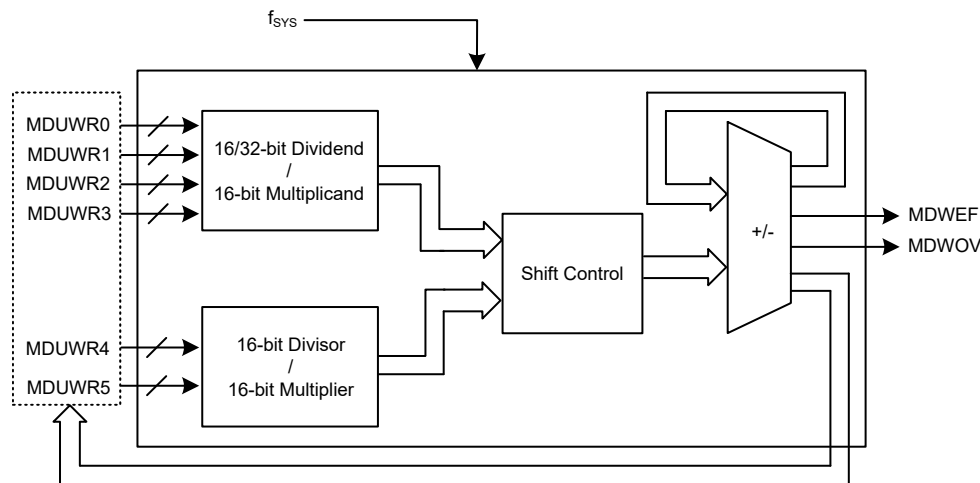 fSYS
MDUWR0
MDUWR1
MDUWR2
MDUWR3
16/32-bit Dividend
/
16-bit Multiplicand
Shift Control
+/-
MDWEF
MDWOV
MDUWR4
MDUWR5
16-bit Divisor
/
16-bit Multiplier